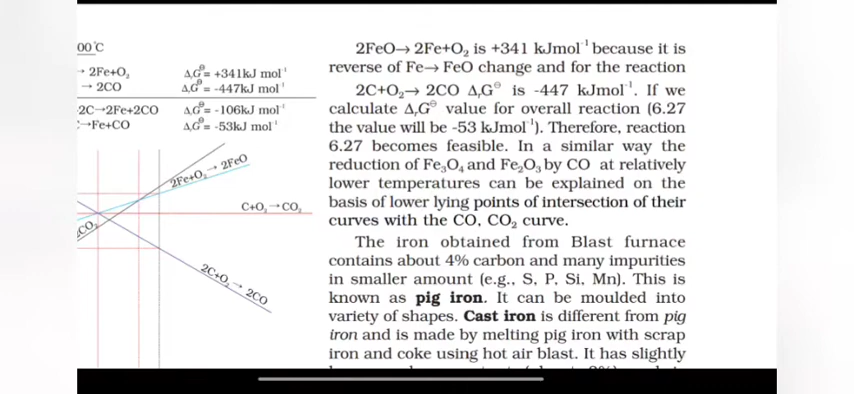 00°C
→ 2Fe+O₂ ΔᵣG⊖= +341kJ mol⁻¹
→ 2CO ΔᵣG⊖= -447kJ mol⁻¹
2C→2Fe+2CO ΔᵣG⊖= -106kJ mol⁻¹
→Fe+CO ΔᵣG⊖= -53kJ mol⁻¹
2Fe+O₂ → 2FeO
C+O₂→CO₂
2CO₂
2C+O₂ → 2CO
2FeO→ 2Fe+O₂ is +341 kJmol⁻¹ because it is
reverse of Fe→ FeO change and for the reaction
2C+O₂→ 2CO ΔᵣG⊖ is -447 kJmol⁻¹. If we
calculate ΔᵣG⊖ value for overall reaction (6.27
the value will be -53 kJmol⁻¹). Therefore, reaction
6.27 becomes feasible. In a similar way the
reduction of Fe₃O₄ and Fe₂O₃ by CO at relatively
lower temperatures can be explained on the
basis of lower lying points of intersection of their
curves with the CO, CO₂ curve.
The iron obtained from Blast furnace
contains about 4% carbon and many impurities
in smaller amount (e.g., S, P, Si, Mn). This is
known as pig iron. It can be moulded into
variety of shapes. Cast iron is different from pig
iron and is made by melting pig iron with scrap
iron and coke using hot air blast. It has slightly